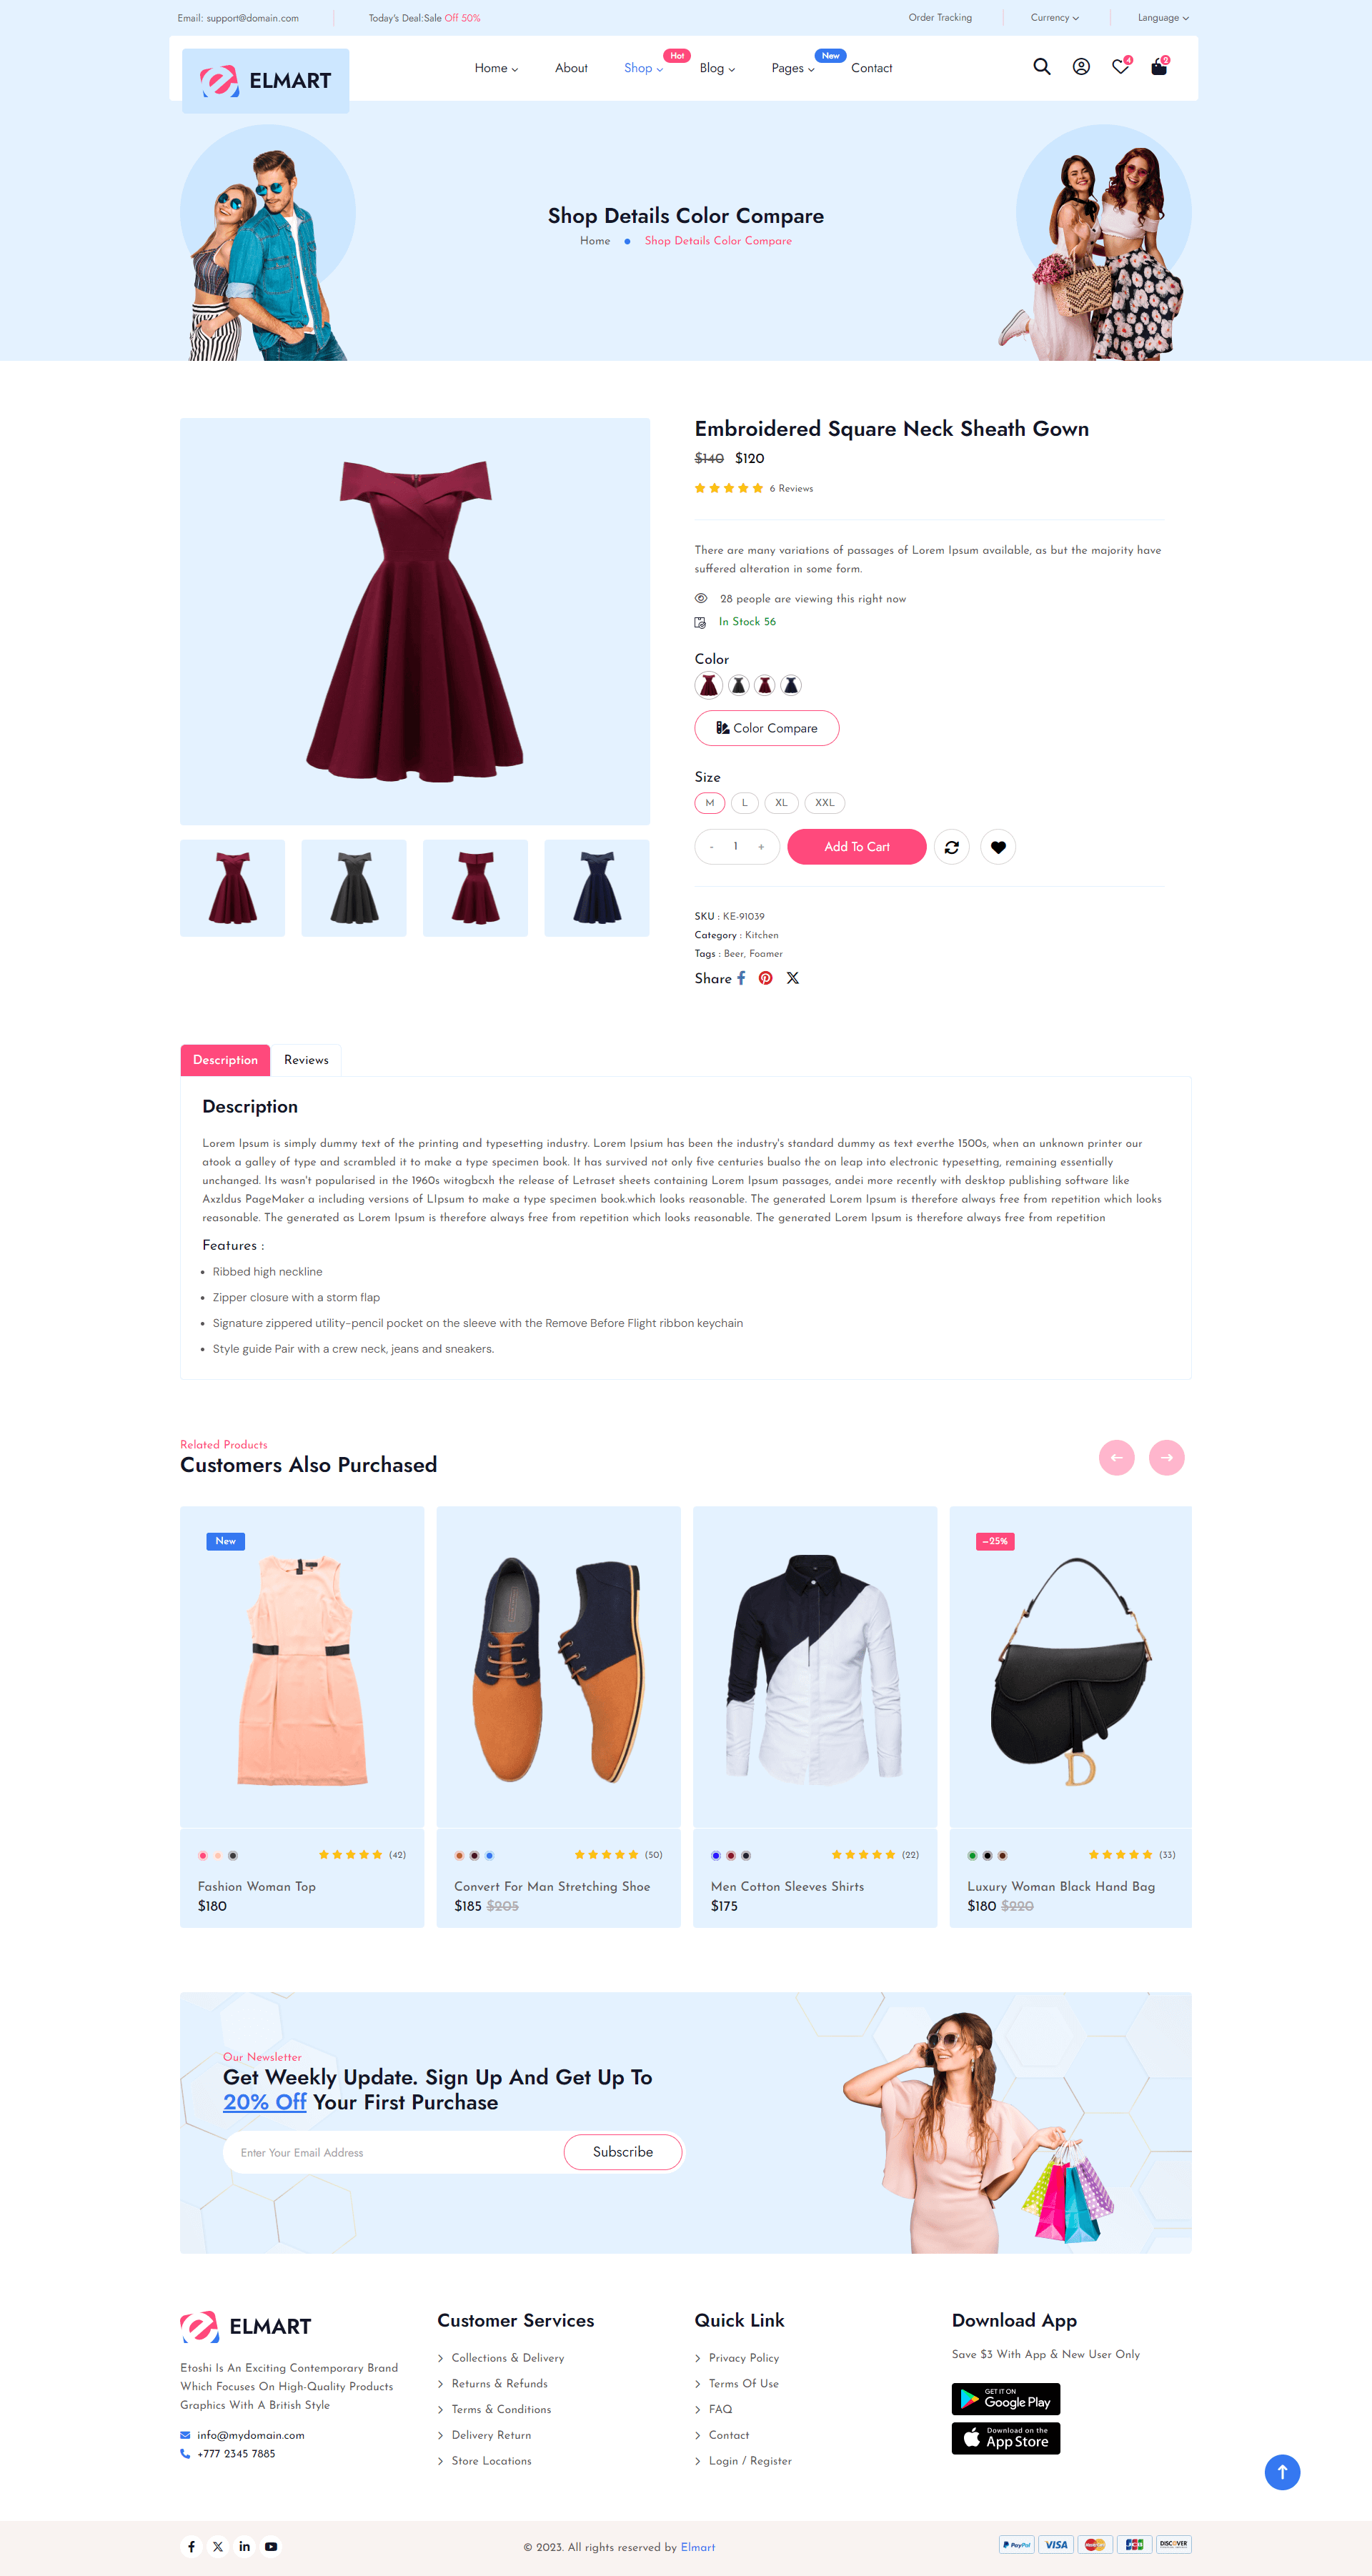 Email: support@domain.com
Today's Deal:Sale Off 50%
Order Tracking
Currency
Language
ELMART
Home
About
Shop
Hot
Blog
Pages
New
Contact
4
2
Shop Details Color Compare
Home
Shop Details Color Compare
Embroidered Square Neck Sheath Gown
$140 $120
6 Reviews
There are many variations of passages of Lorem Ipsum available, as but the majority have
suffered alteration in some form.
28 people are viewing this right now
In Stock 56
Color
Color Compare
Size
M L XL XXL
- 1 +
Add To Cart
SKU : KE-91039
Category : Kitchen
Tags : Beer, Foamer
Share
Description
Reviews
Description
Lorem Ipsum is simply dummy text of the printing and typesetting industry. Lorem Ipsium has been the industry's standard dummy as text everthe 1500s, when an unknown printer our
atook a galley of type and scrambled it to make a type specimen book. It has survived not only five centuries bualso the on leap into electronic typesetting, remaining essentially
unchanged. Its wasn't popularised in the 1960s witogbcxh the release of Letraset sheets containing Lorem Ipsum passages, andei more recently with desktop publishing software like
Axzldus PageMaker a including versions of LIpsum to make a type specimen book.which looks reasonable. The generated Lorem Ipsum is therefore always free from repetition which looks
reasonable. The generated as Lorem Ipsum is therefore always free from repetition which looks reasonable. The generated Lorem Ipsum is therefore always free from repetition
Features :
Ribbed high neckline
Zipper closure with a storm flap
Signature zippered utility-pencil pocket on the sleeve with the Remove Before Flight ribbon keychain
Style guide Pair with a crew neck, jeans and sneakers.
Related Products
Customers Also Purchased
New
(42)
Fashion Woman Top
$180
(50)
Convert For Man Stretching Shoe
$185 $205
(22)
Men Cotton Sleeves Shirts
$175
−25%
(33)
Luxury Woman Black Hand Bag
$180 $220
Our Newsletter
Get Weekly Update. Sign Up And Get Up To
20% Off Your First Purchase
Enter Your Email Address
Subscribe
ELMART
Etoshi Is An Exciting Contemporary Brand
Which Focuses On High-Quality Products
Graphics With A British Style
info@mydomain.com
+777 2345 7885
Customer Services
Collections & Delivery
Returns & Refunds
Terms & Conditions
Delivery Return
Store Locations
Quick Link
Privacy Policy
Terms Of Use
FAQ
Contact
Login / Register
Download App
Save $3 With App & New User Only
GET IT ON
Google Play
Download on the
App Store
© 2023. All rights reserved by Elmart
PayPal
VISA
MasterCard
JCB
DISCOVER